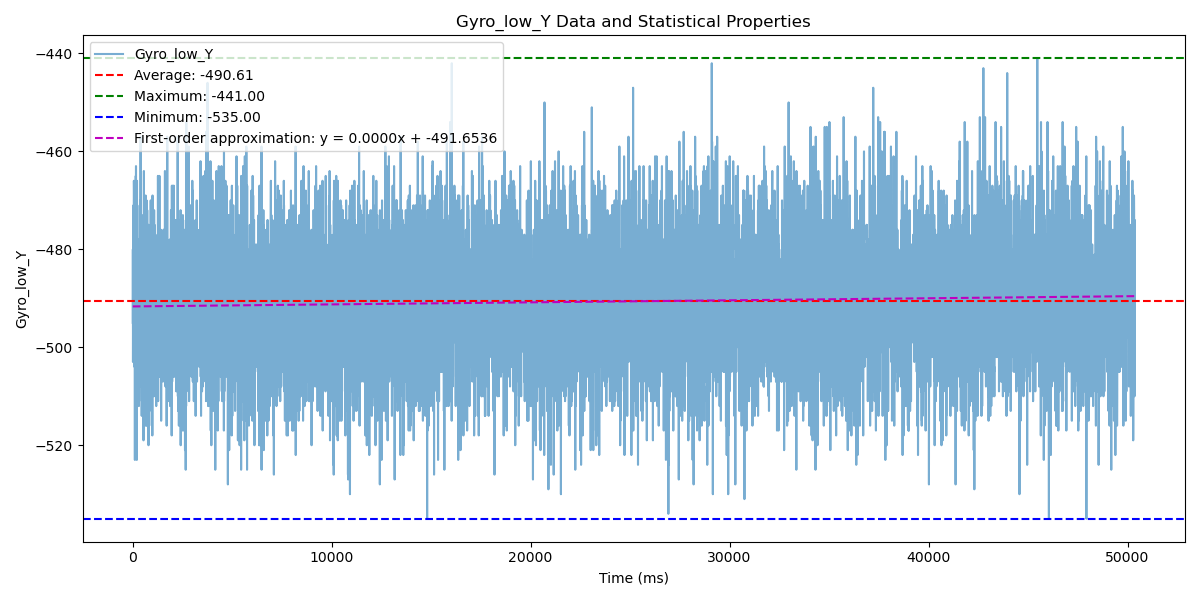 Gyro_low_Y Data and Statistical Properties
Gyro_low_Y
Average: -490.61
Maximum: -441.00
Minimum: -535.00
First-order approximation: y = 0.0000x + -491.6536
−440
−460
−480
−500
−520
Gyro_low_Y
0
10000
20000
30000
40000
50000
Time (ms)